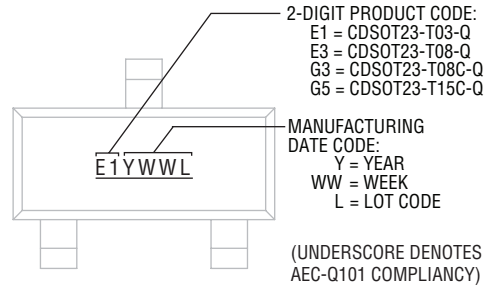 2-DIGIT PRODUCT CODE:
E1 = CDSOT23-T03-Q
E3 = CDSOT23-T08-Q
G3 = CDSOT23-T08C-Q
G5 = CDSOT23-T15C-Q
E1YWWL
MANUFACTURING
DATE CODE:
Y = YEAR
WW = WEEK
L = LOT CODE
(UNDERSCORE DENOTES
AEC-Q101 COMPLIANCY)